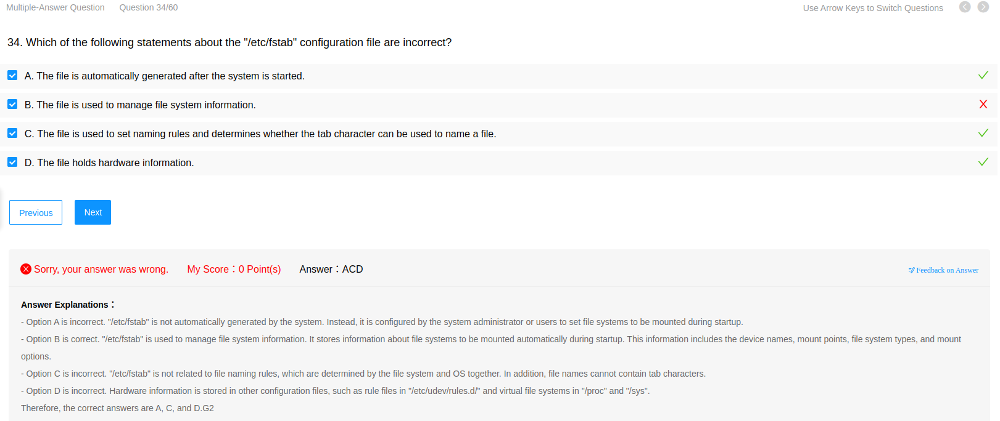 Multiple-Answer Question Question 34/60 Use Arrow Keys to Switch Questions
34. Which of the following statements about the "/etc/fstab" configuration file are incorrect?
A. The file is automatically generated after the system is started.
B. The file is used to manage file system information.
C. The file is used to set naming rules and determines whether the tab character can be used to name a file.
D. The file holds hardware information.
Previous Next
Sorry, your answer was wrong. My Score：0 Point(s) Answer：ACD Feedback on Answer
Answer Explanations：
- Option A is incorrect. "/etc/fstab" is not automatically generated by the system. Instead, it is configured by the system administrator or users to set file systems to be mounted during startup.
- Option B is correct. "/etc/fstab" is used to manage file system information. It stores information about file systems to be mounted automatically during startup. This information includes the device names, mount points, file system types, and mount
options.
- Option C is incorrect. "/etc/fstab" is not related to file naming rules, which are determined by the file system and OS together. In addition, file names cannot contain tab characters.
- Option D is incorrect. Hardware information is stored in other configuration files, such as rule files in "/etc/udev/rules.d/" and virtual file systems in "/proc" and "/sys".
Therefore, the correct answers are A, C, and D.G2